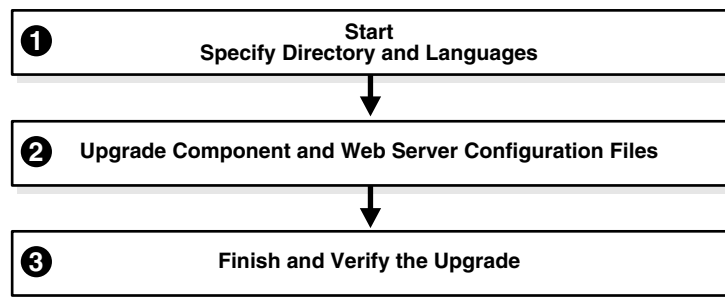 1 Start
Specify Directory and Languages
2 Upgrade Component and Web Server Configuration Files
3 Finish and Verify the Upgrade